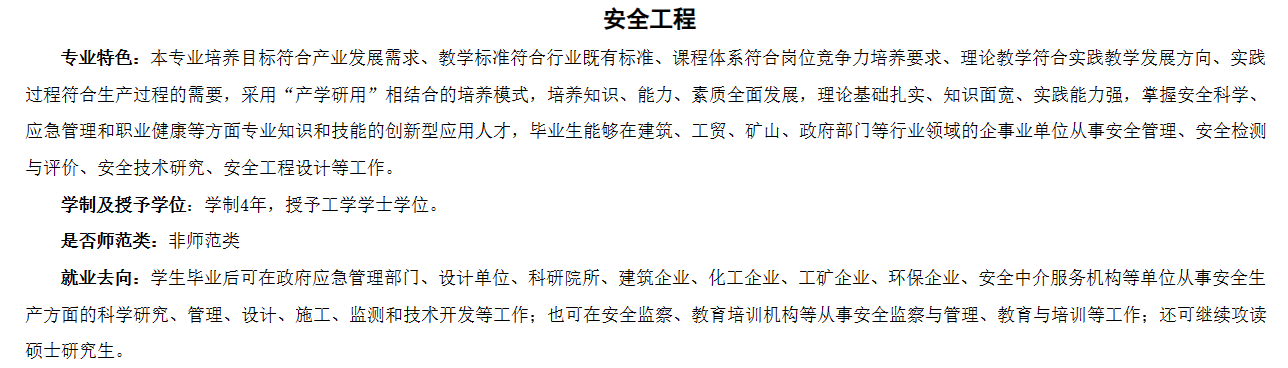 安全工程
专业特色：本专业培养目标符合产业发展需求、教学标准符合行业既有标准、课程体系符合岗位竞争力培养要求、理论教学符合实践教学发展方向、实践
过程符合生产过程的需要，采用“产学研用”相结合的培养模式，培养知识、能力、素质全面发展，理论基础扎实、知识面宽、实践能力强，掌握安全科学、
应急管理和职业健康等方面专业知识和技能的创新型应用人才，毕业生能够在建筑、工贸、矿山、政府部门等行业领域的企事业单位从事安全管理、安全检测
与评价、安全技术研究、安全工程设计等工作。
学制及授予学位：学制4年，授予工学学士学位。
是否师范类：非师范类
就业去向：学生毕业后可在政府应急管理部门、设计单位、科研院所、建筑企业、化工企业、工矿企业、环保企业、安全中介服务机构等单位从事安全生
产方面的科学研究、管理、设计、施工、监测和技术开发等工作；也可在安全监察、教育培训机构等从事安全监察与管理、教育与培训等工作；还可继续攻读
硕士研究生。